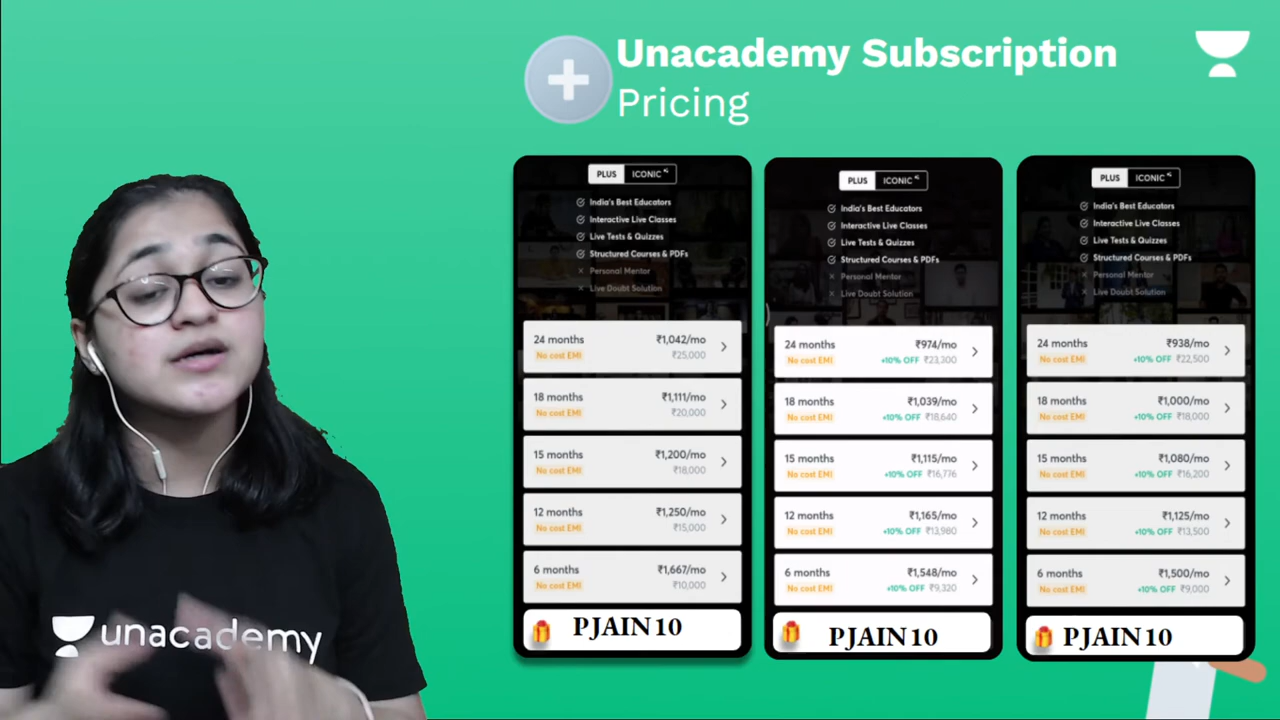 Unacademy Subscription
Pricing
PLUS ICONIC
India's Best Educators
Interactive Live Classes
Live Tests & Quizzes
Structured Courses & PDFs
Personal Mentor
Live Doubt Solution
24 months ₹1,042/mo
No cost EMI ₹25,000
18 months ₹1,111/mo
No cost EMI ₹20,000
15 months ₹1,200/mo
No cost EMI ₹18,000
12 months ₹1,250/mo
No cost EMI ₹15,000
6 months ₹1,667/mo
No cost EMI ₹10,000
PJAIN10
PLUS ICONIC
India's Best Educators
Interactive Live Classes
Live Tests & Quizzes
Structured Courses & PDFs
Personal Mentor
Live Doubt Solution
24 months ₹974/mo
No cost EMI +10% OFF ₹23,300
18 months ₹1,039/mo
No cost EMI +10% OFF ₹18,640
15 months ₹1,115/mo
No cost EMI +10% OFF ₹16,776
12 months ₹1,165/mo
No cost EMI +10% OFF ₹13,980
6 months ₹1,548/mo
No cost EMI +10% OFF ₹9,320
PJAIN10
PLUS ICONIC
India's Best Educators
Interactive Live Classes
Live Tests & Quizzes
Structured Courses & PDFs
Personal Mentor
Live Doubt Solution
24 months ₹938/mo
No cost EMI +10% OFF ₹22,500
18 months ₹1,000/mo
No cost EMI +10% OFF ₹18,000
15 months ₹1,080/mo
No cost EMI +10% OFF ₹16,200
12 months ₹1,125/mo
No cost EMI +10% OFF ₹13,500
6 months ₹1,500/mo
No cost EMI +10% OFF ₹9,000
PJAIN10
unacademy